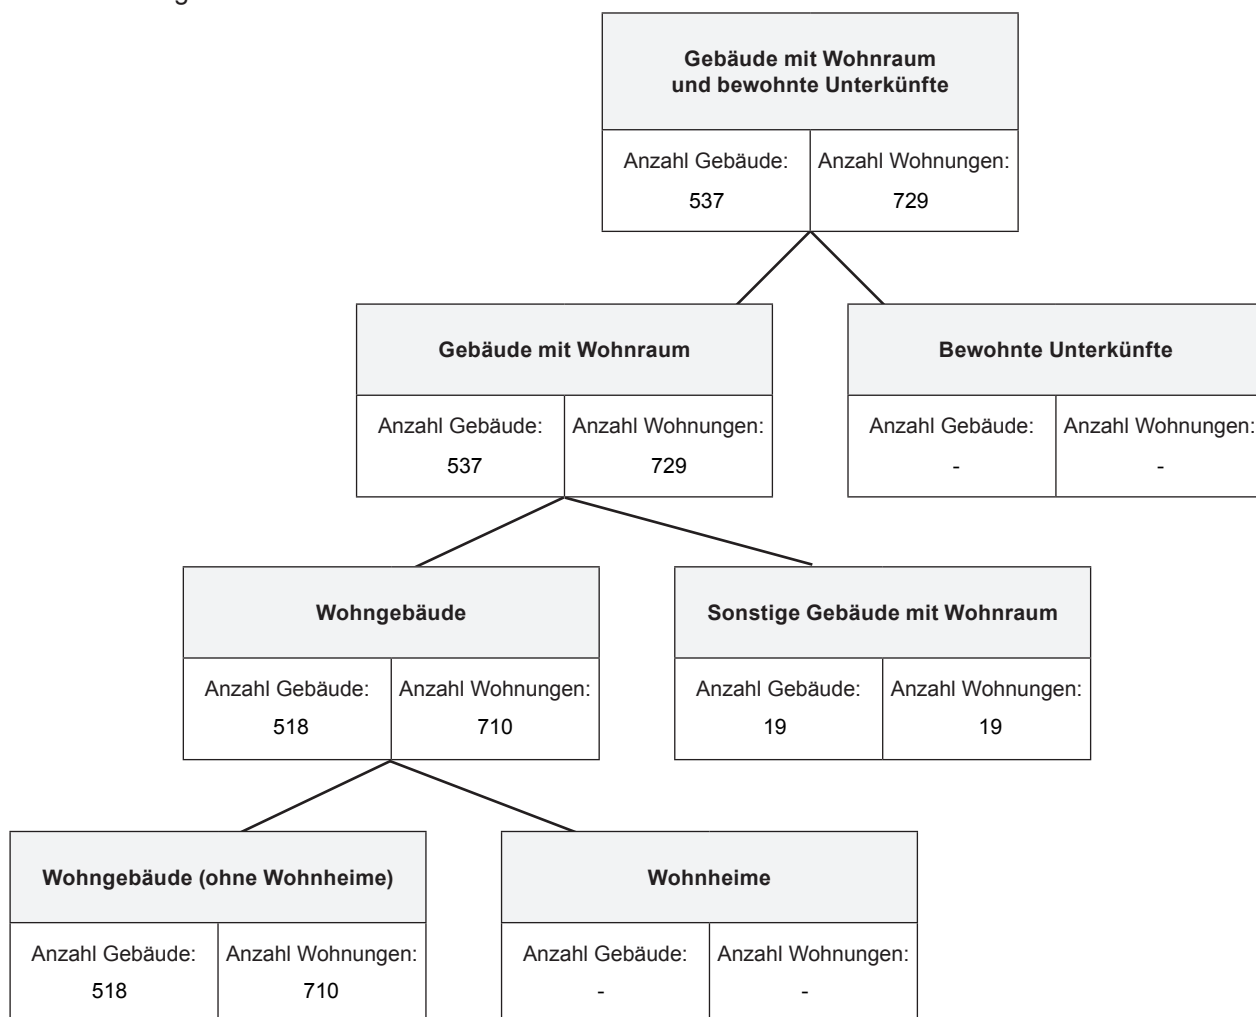 Gebäude mit Wohnraum
und bewohnte Unterkünfte
Anzahl Gebäude: Anzahl Wohnungen:
537 729
Gebäude mit Wohnraum Bewohnte Unterkünfte
Anzahl Gebäude: Anzahl Wohnungen: Anzahl Gebäude: Anzahl Wohnungen:
537 729 - -
Wohngebäude Sonstige Gebäude mit Wohnraum
Anzahl Gebäude: Anzahl Wohnungen: Anzahl Gebäude: Anzahl Wohnungen:
518 710 19 19
Wohngebäude (ohne Wohnheime) Wohnheime
Anzahl Gebäude: Anzahl Wohnungen: Anzahl Gebäude: Anzahl Wohnungen:
518 710 - -